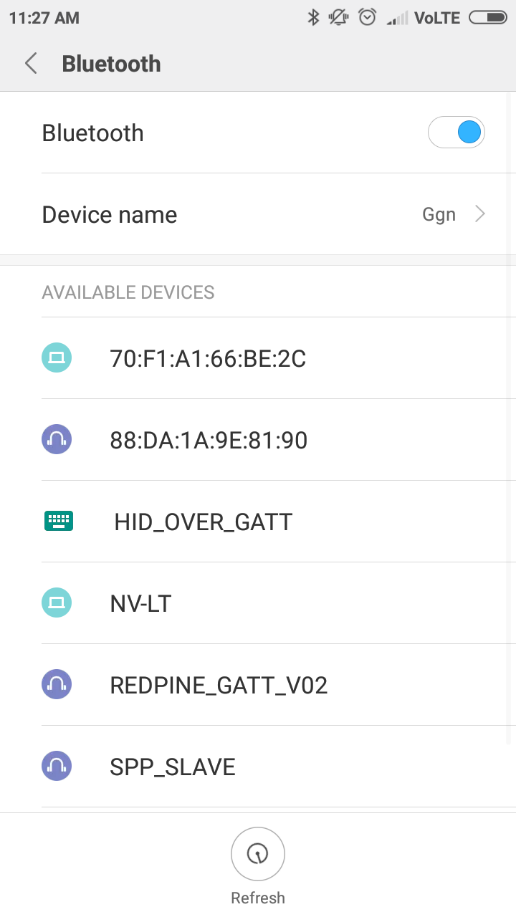 11:27 AM VoLTE
Bluetooth
Bluetooth
Device name Ggn
AVAILABLE DEVICES
70:F1:A1:66:BE:2C
88:DA:1A:9E:81:90
HID_OVER_GATT
NV-LT
REDPINE_GATT_V02
SPP_SLAVE
Refresh